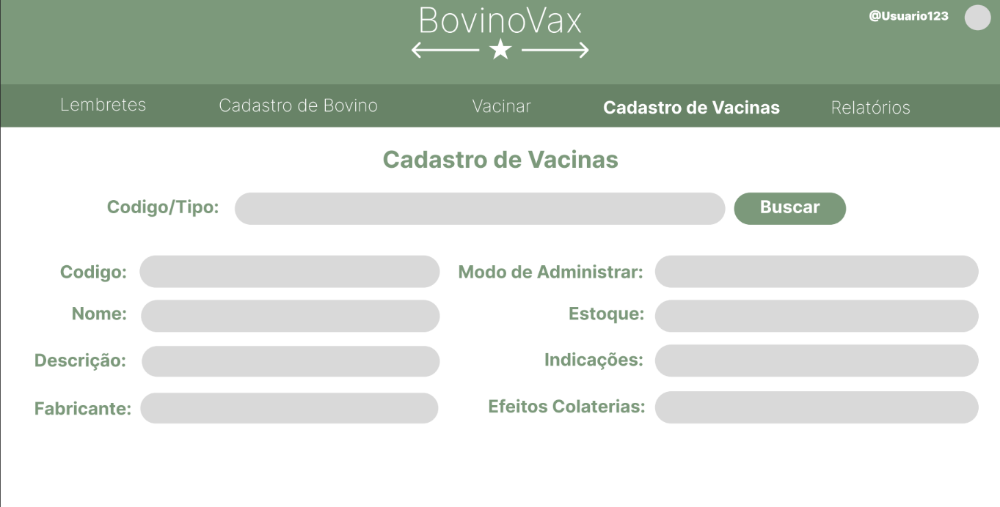 BovinoVax
@Usuario123
Lembretes Cadastro de Bovino Vacinar Cadastro de Vacinas Relatórios
Cadastro de Vacinas
Codigo/Tipo: Buscar
Codigo: Modo de Administrar:
Nome: Estoque:
Descrição: Indicações:
Fabricante: Efeitos Colaterias: